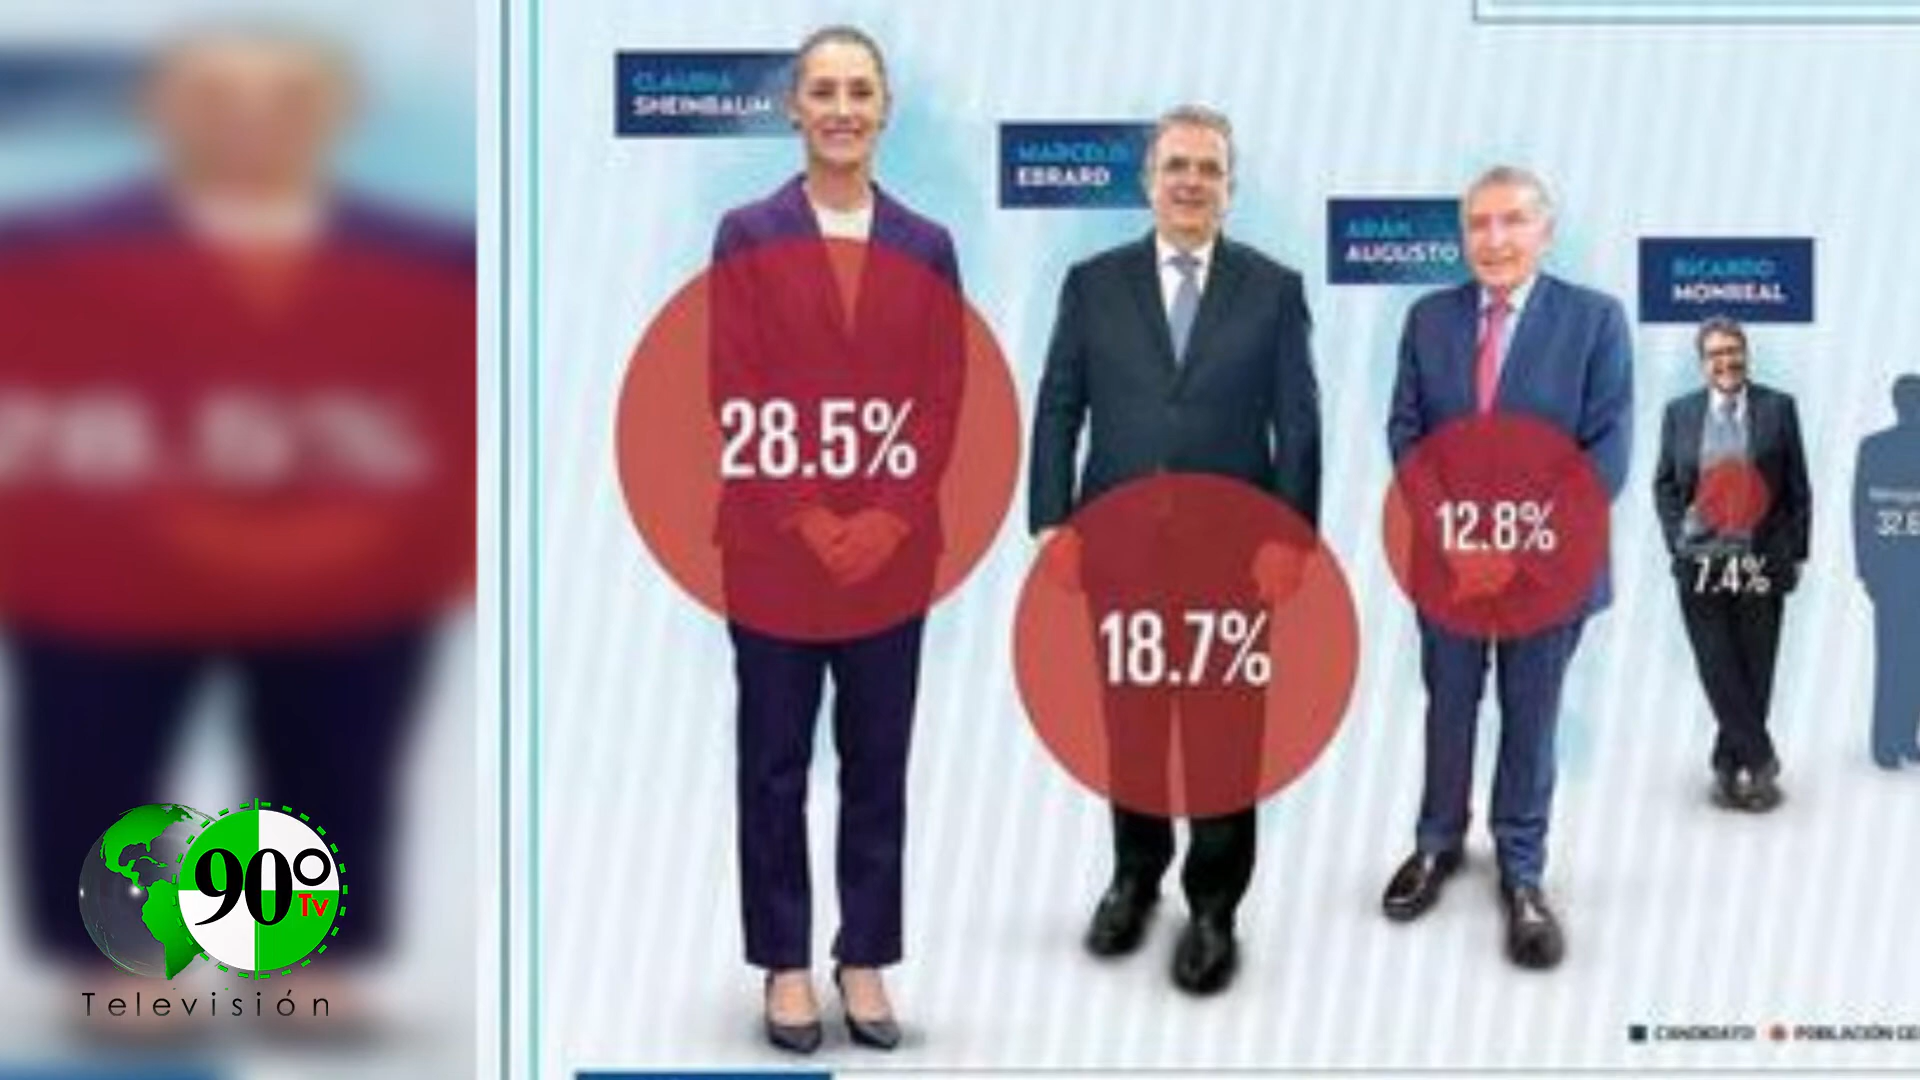 CLAUDIA
SHEINBAUM
MARCELO
EBRARD
ADÁN
AUGUSTO
RICARDO
MONREAL
28.5%
18.7%
12.8%
7.4%
CANDIDATO
POBLACIÓN
90°
Tv
Televisión